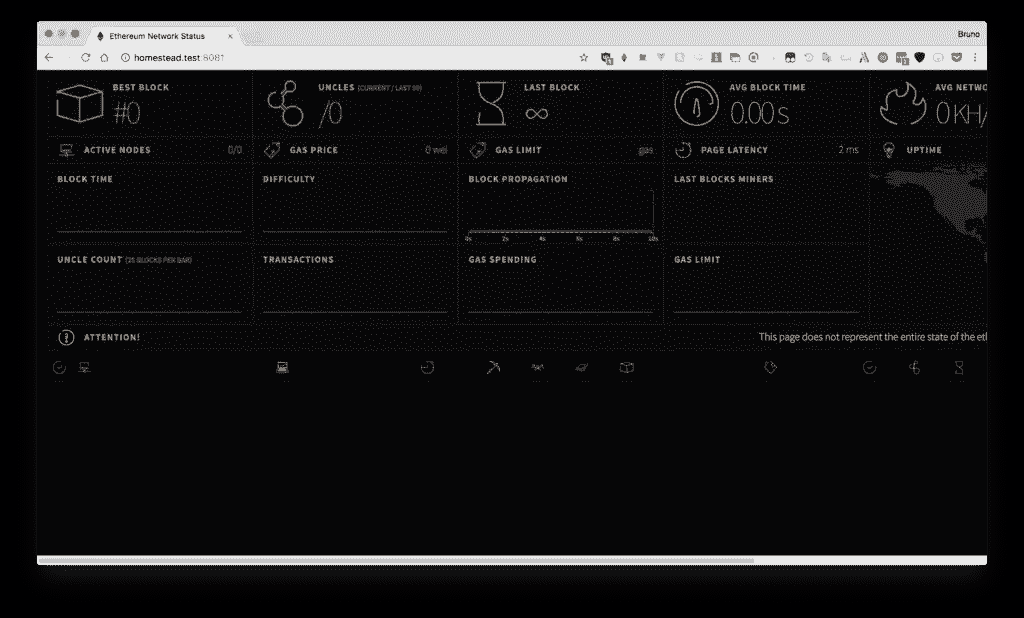 Ethereum Network Status
Bruno
homestead.test:8081
BEST BLOCK
#0
UNCLES (CURRENT / LAST 50)
/0
LAST BLOCK
∞
AVG BLOCK TIME
0.00 s
AVG NETWO
0 KH/
ACTIVE NODES 0/0
GAS PRICE 0 wei
GAS LIMIT gas
PAGE LATENCY 2 ms
UPTIME
BLOCK TIME
DIFFICULTY
BLOCK PROPAGATION
0s 2s 4s 6s 8s 10s
LAST BLOCKS MINERS
UNCLE COUNT (25 BLOCKS PER BAR)
TRANSACTIONS
GAS SPENDING
GAS LIMIT
ATTENTION!
This page does not represent the entire state of the eth